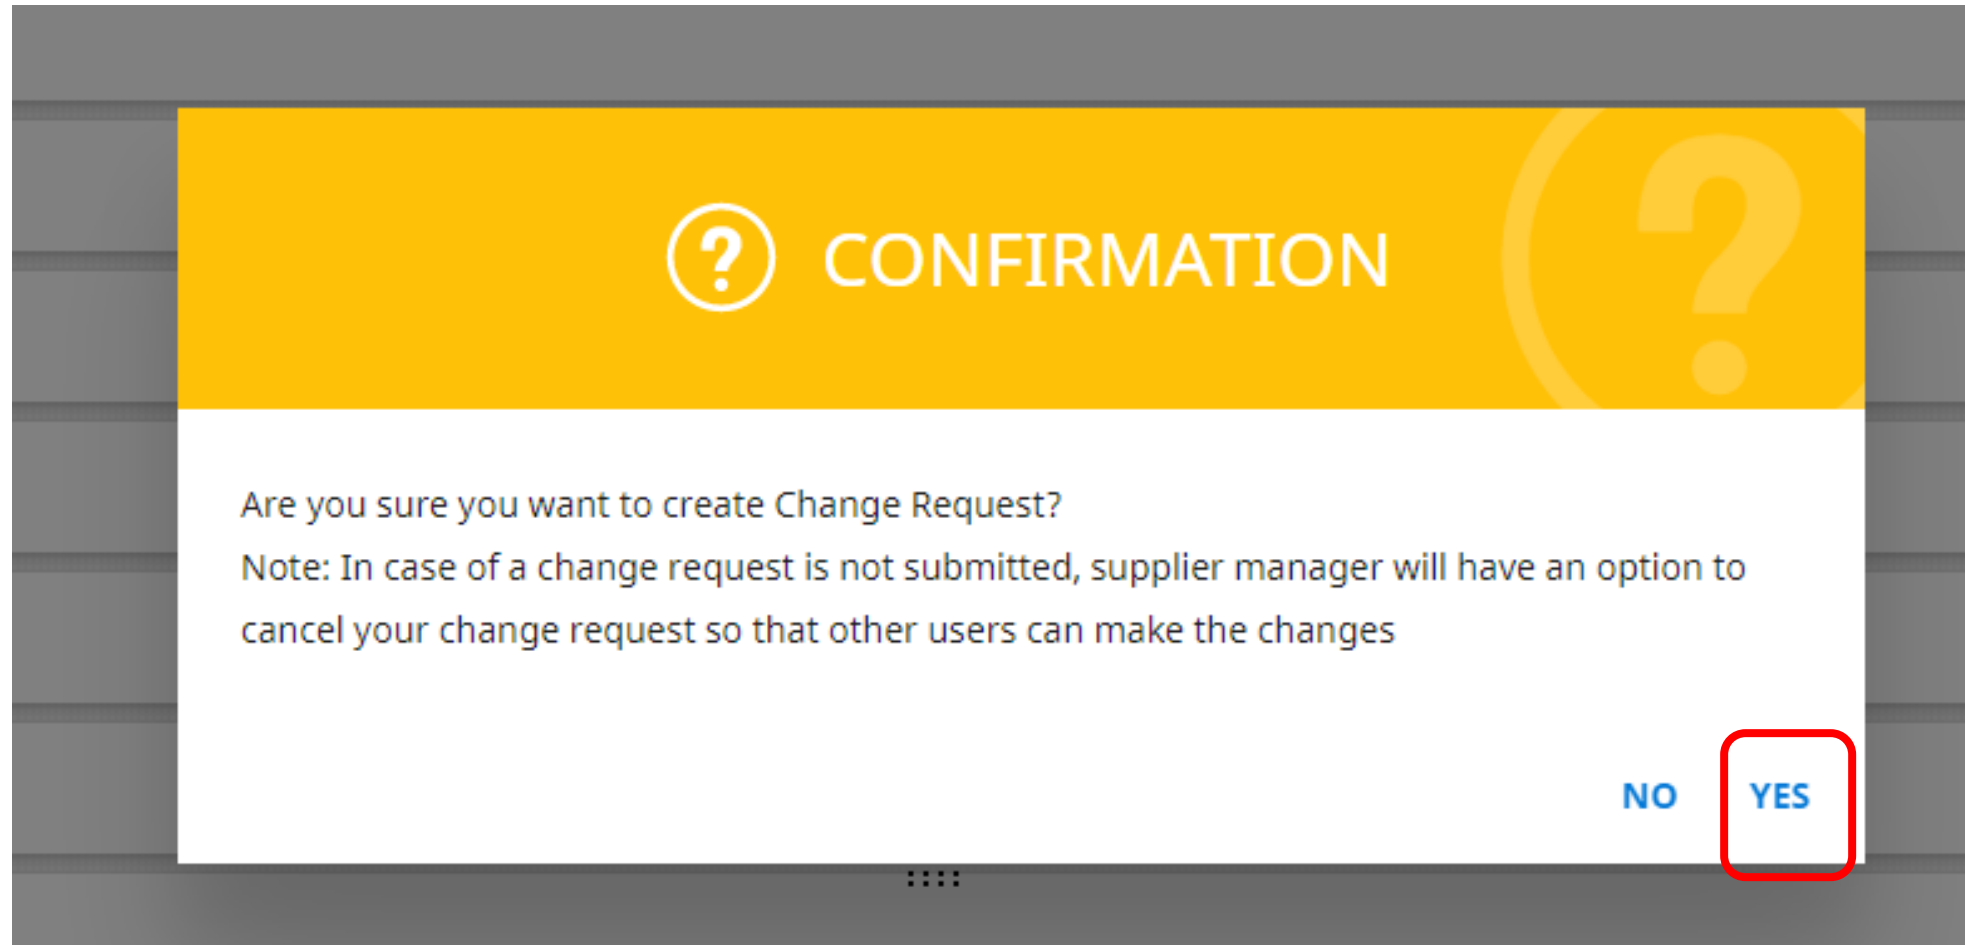 CONFIRMATION
Are you sure you want to create Change Request?
Note: In case of a change request is not submitted, supplier manager will have an option to
cancel your change request so that other users can make the changes
NO YES